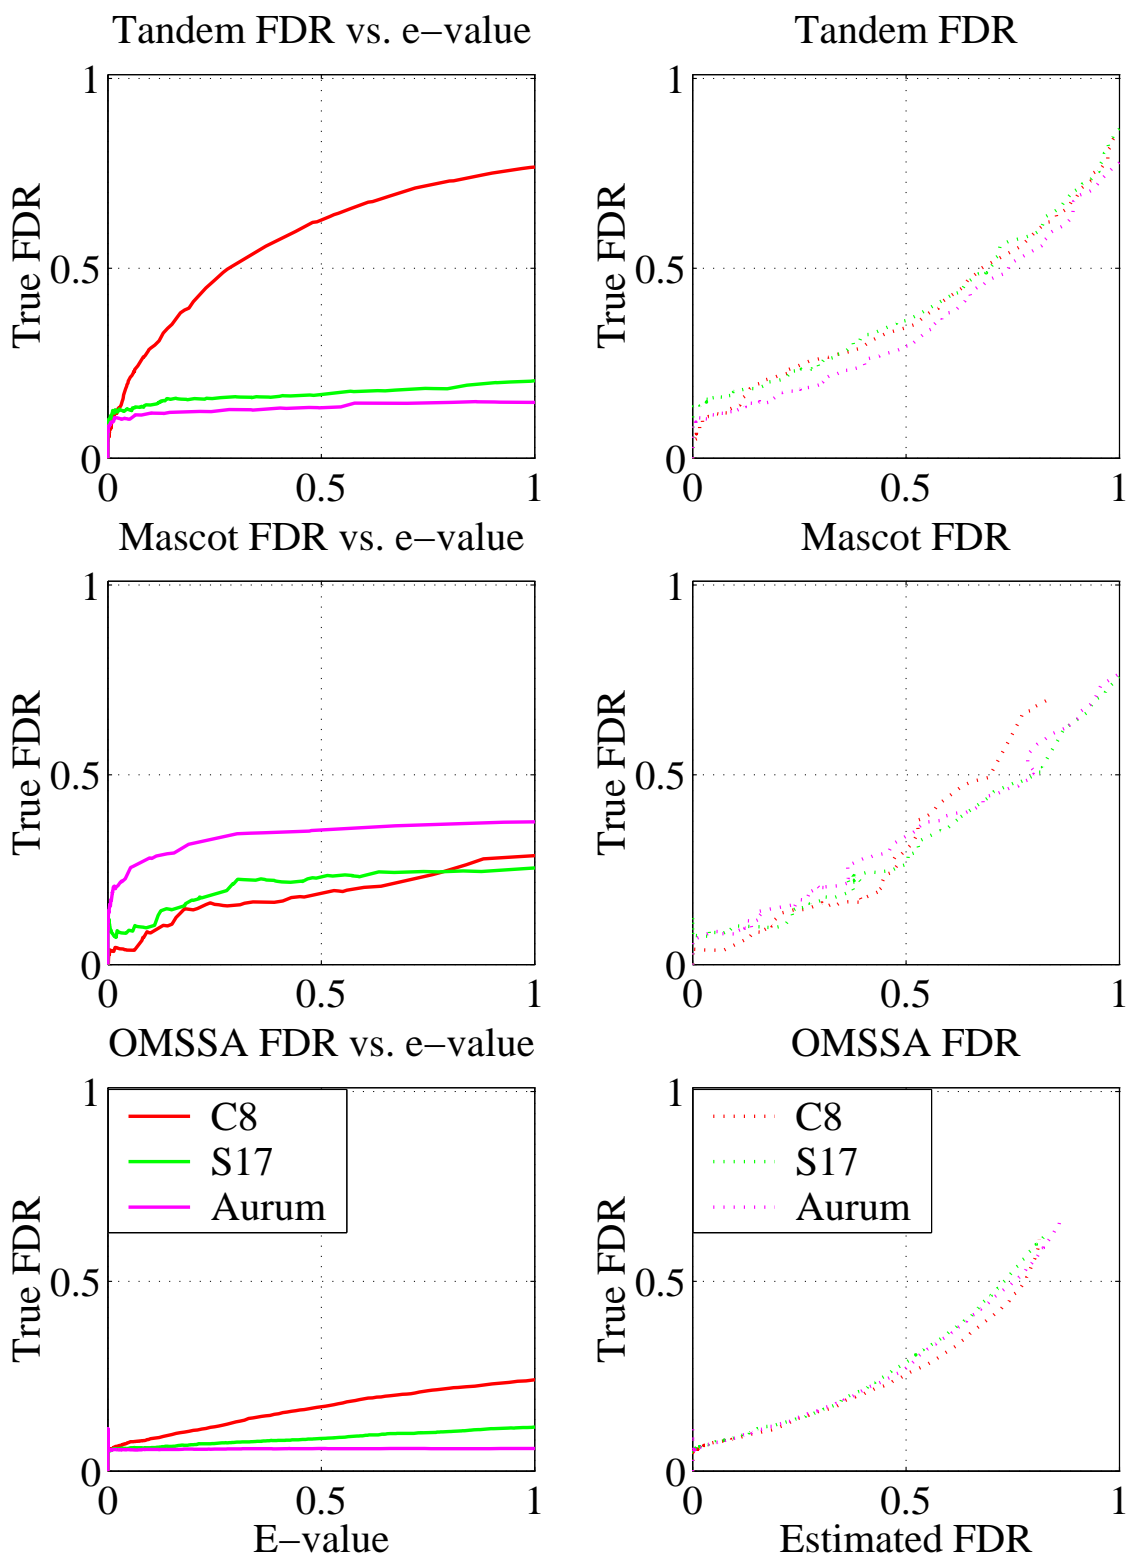 Tandem FDR vs. e−value
True FDR
1
0.5
0
0
0.5
1
Tandem FDR
True FDR
1
0.5
0
0
0.5
1
Mascot FDR vs. e−value
True FDR
1
0.5
0
0
0.5
1
Mascot FDR
True FDR
1
0.5
0
0
0.5
1
OMSSA FDR vs. e−value
True FDR
1
0.5
0
0
0.5
1
E−value
C8
S17
Aurum
OMSSA FDR
True FDR
1
0.5
0
0
0.5
1
Estimated FDR
C8
S17
Aurum